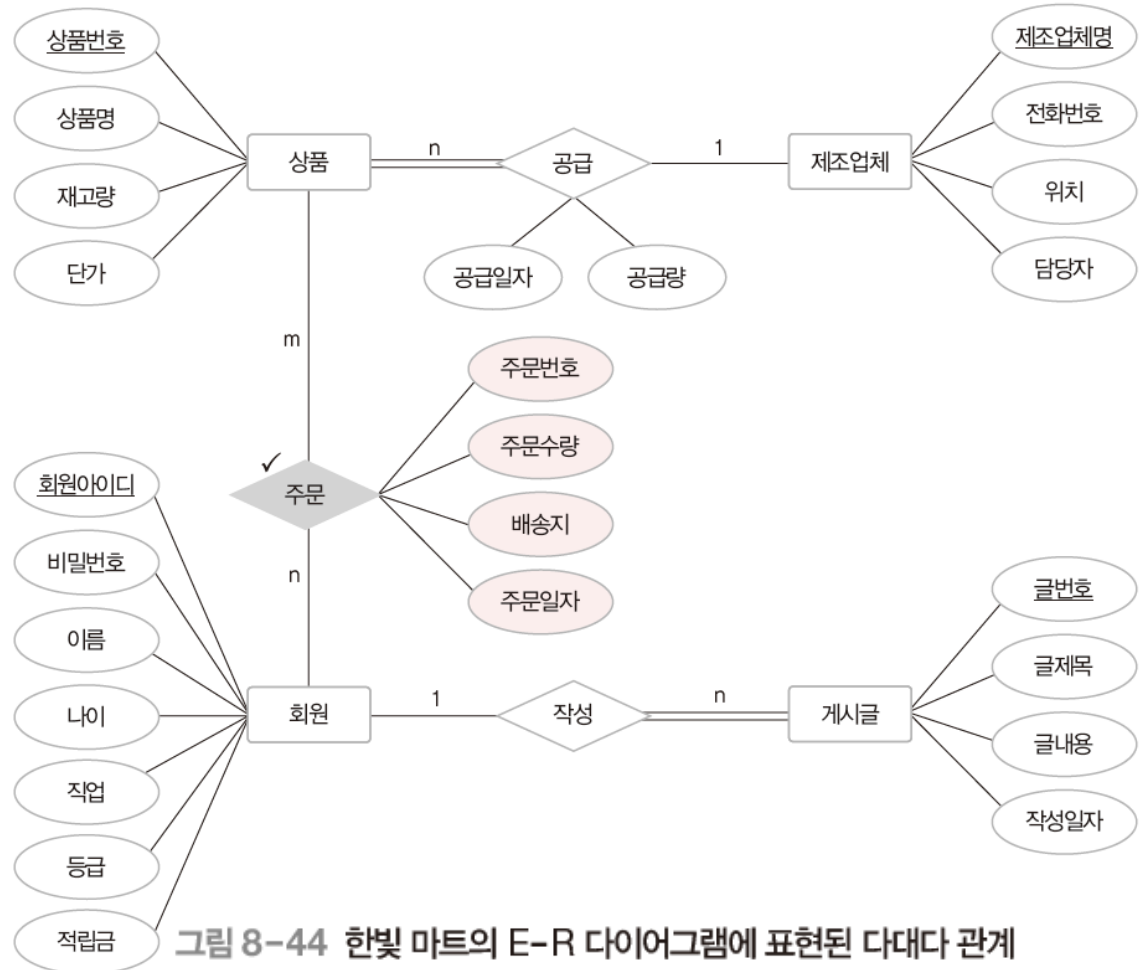 상품번호
상품명
재고량
단가
상품
n
공급
1
제조업체
제조업체명
전화번호
위치
담당자
공급일자
공급량
m
주문번호
주문수량
배송지
주문일자
✓
주문
n
회원아이디
비밀번호
이름
나이
직업
등급
적립금
회원
1
작성
n
게시글
글번호
글제목
글내용
작성일자
그림 8-44 한빛 마트의 E-R 다이어그램에 표현된 다대다 관계